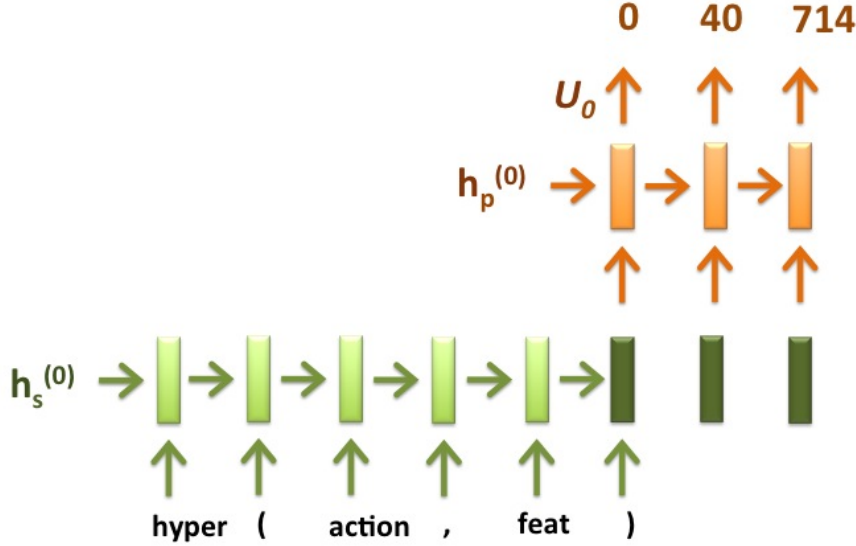 0 40 714
U₀
hₚ⁽⁰⁾
hₛ⁽⁰⁾
hyper ( action , feat )